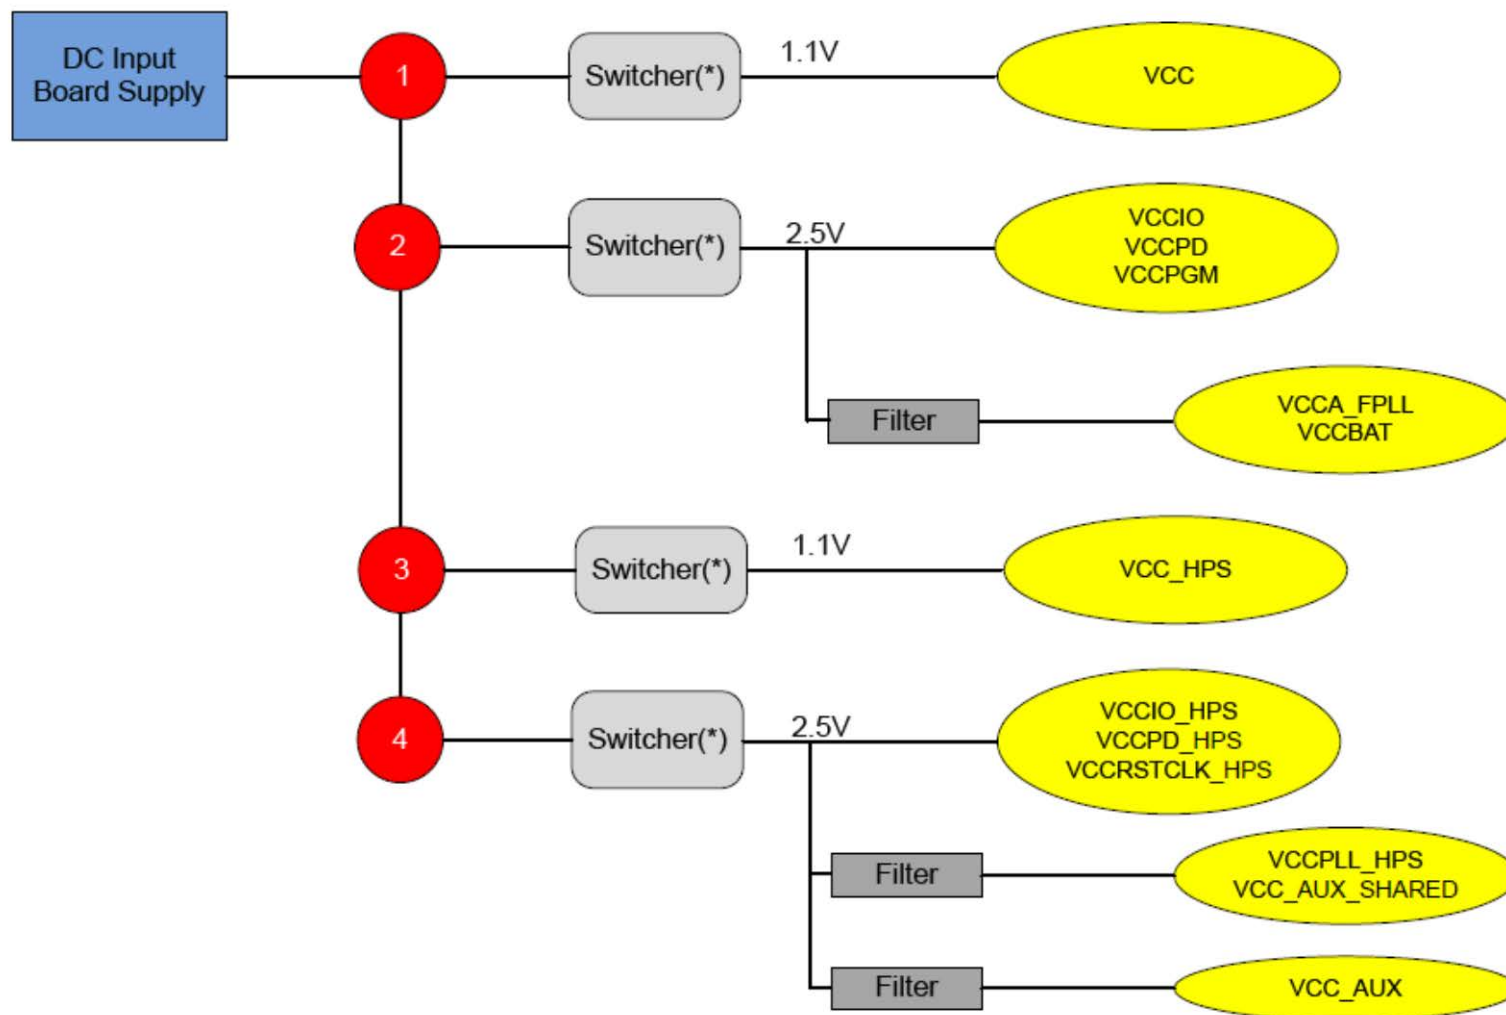 DC Input
Board Supply
1
Switcher(*)
1.1V
VCC
2
Switcher(*)
2.5V
VCCIO
VCCPD
VCCPGM
Filter
VCCA_FPLL
VCCBAT
3
Switcher(*)
1.1V
VCC_HPS
4
Switcher(*)
2.5V
VCCIO_HPS
VCCPD_HPS
VCCRSTCLK_HPS
Filter
VCCPLL_HPS
VCC_AUX_SHARED
Filter
VCC_AUX